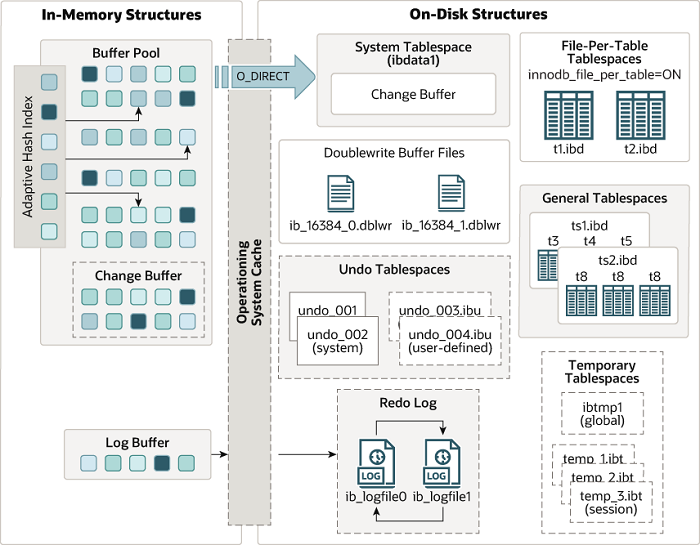 In-Memory Structures
On-Disk Structures
Buffer Pool
Adaptive Hash Index
Change Buffer
Log Buffer
Operationing
System Cache
O_DIRECT
System Tablespace
(ibdata1)
Change Buffer
Doublewrite Buffer Files
ib_16384_0.dblwr
ib_16384_1.dblwr
Undo Tablespaces
undo_001
undo_002
(system)
undo_003.ibu
undo_004.ibu
(user-defined)
Redo Log
LOG
LOG
ib_logfile0
ib_logfile1
File-Per-Table
Tablespaces
innodb_file_per_table=ON
t1.ibd
t2.ibd
General Tablespaces
ts1.ibd
t3 t4 t5
ts2.ibd
t8 t8 t8
Temporary
Tablespaces
ibtmp1
(global)
temp_1.ibt
temp_2.ibt
temp_3.ibt
(session)